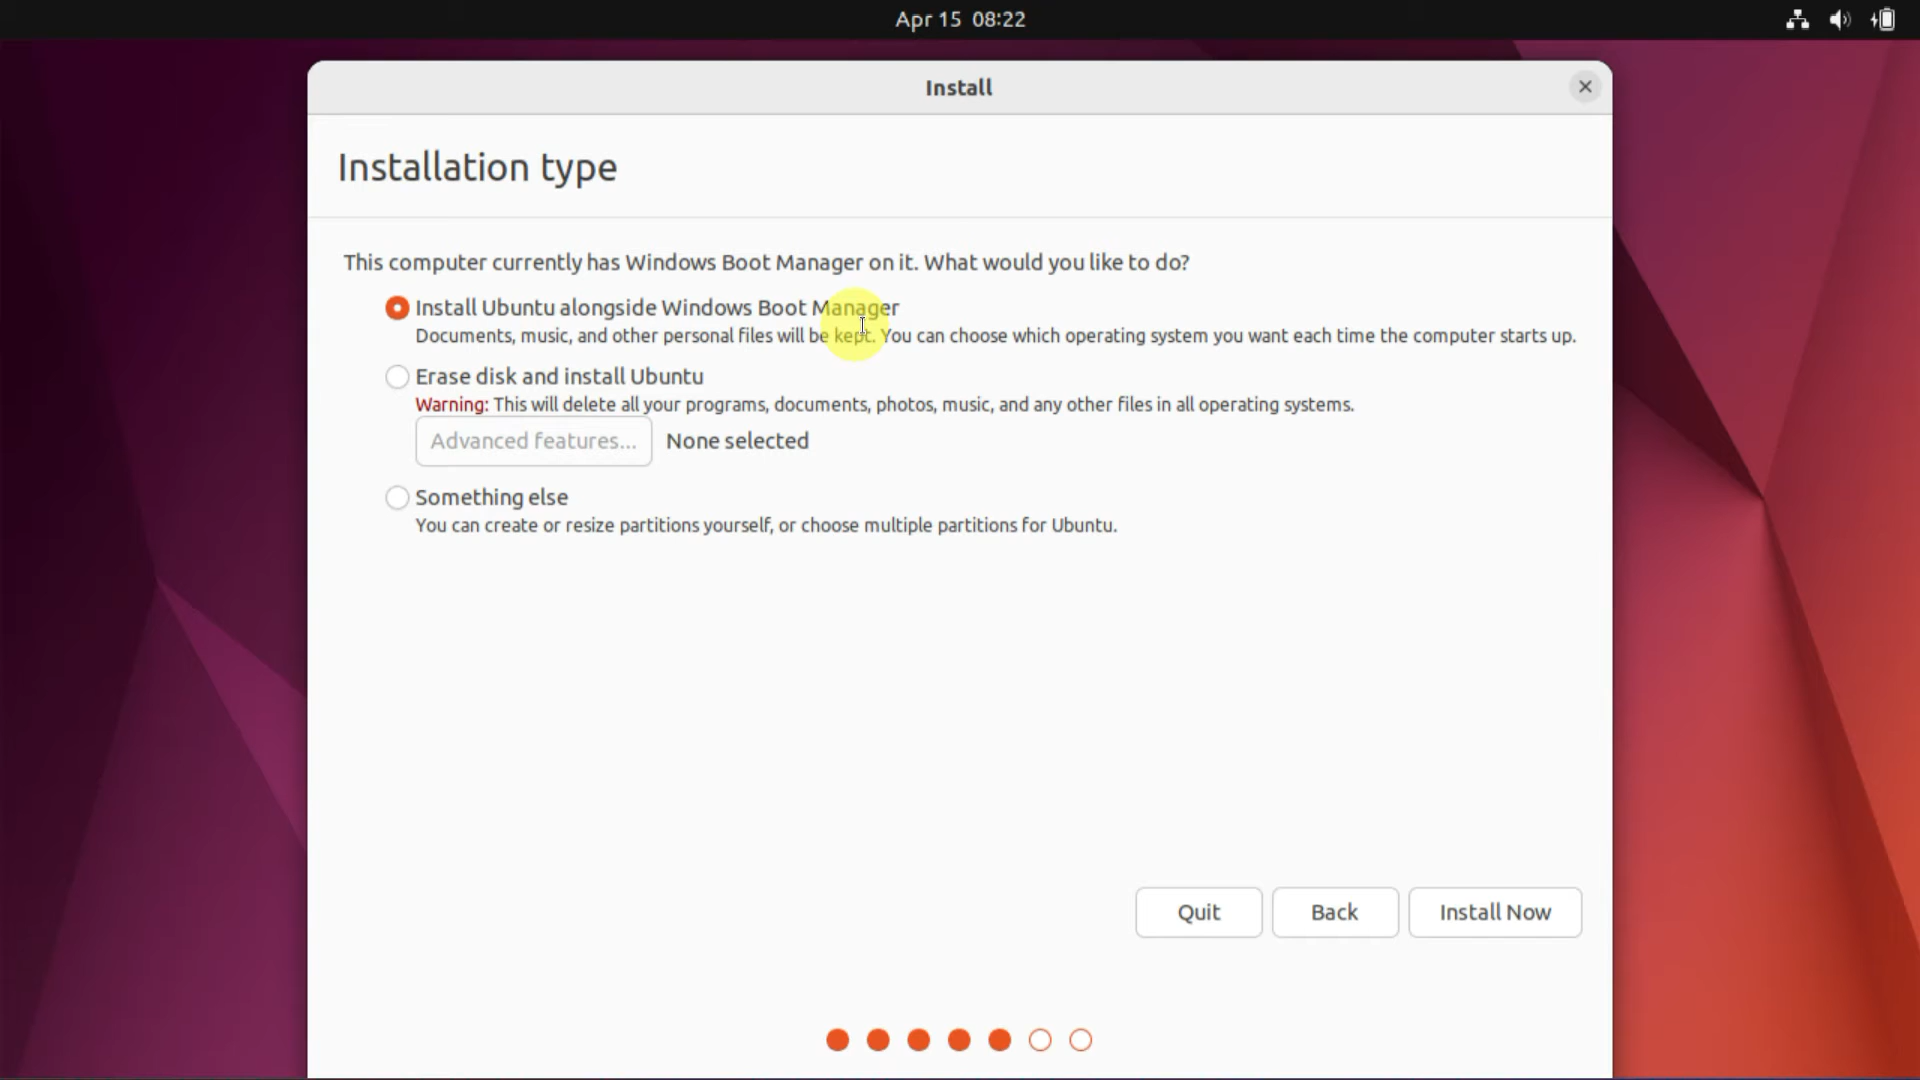 Apr 15 08:22
Install
Installation type
This computer currently has Windows Boot Manager on it. What would you like to do?
Install Ubuntu alongside Windows Boot Manager
Documents, music, and other personal files will be kept. You can choose which operating system you want each time the computer starts up.
Erase disk and install Ubuntu
Warning: This will delete all your programs, documents, photos, music, and any other files in all operating systems.
Advanced features... None selected
Something else
You can create or resize partitions yourself, or choose multiple partitions for Ubuntu.
Quit Back Install Now